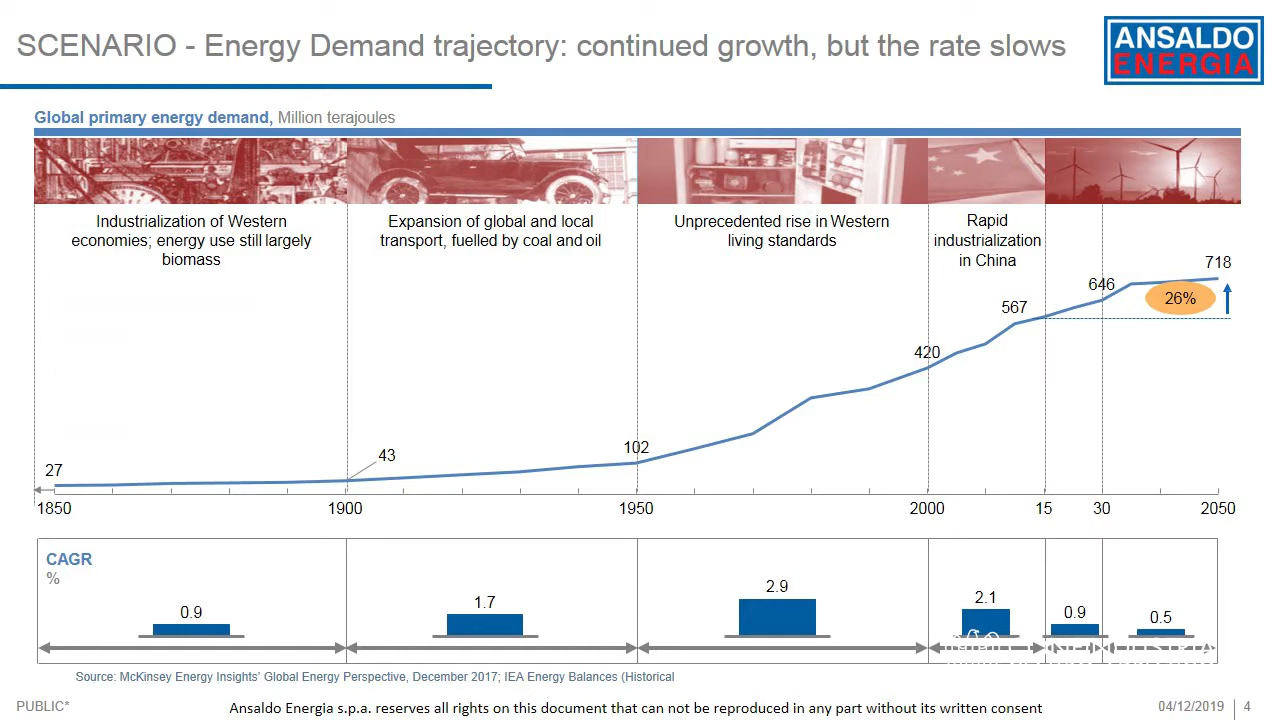 SCENARIO - Energy Demand trajectory: continued growth, but the rate slows
ANSALDO
ENERGIA
Global primary energy demand, Million terajoules
Industrialization of Western
economies; energy use still largely
biomass
Expansion of global and local
transport, fuelled by coal and oil
Unprecedented rise in Western
living standards
Rapid
industrialization
in China
718
26%
646
567
420
102
43
27
1850
1900
1950
2000
15
30
2050
CAGR
%
0.9
1.7
2.9
2.1
0.9
0.5
Source: McKinsey Energy Insights' Global Energy Perspective, December 2017; IEA Energy Balances (Historical
PUBLIC*
Ansaldo Energia s.p.a. reserves all rights on this document that can not be reproduced in any part without its written consent
04/12/2019
4